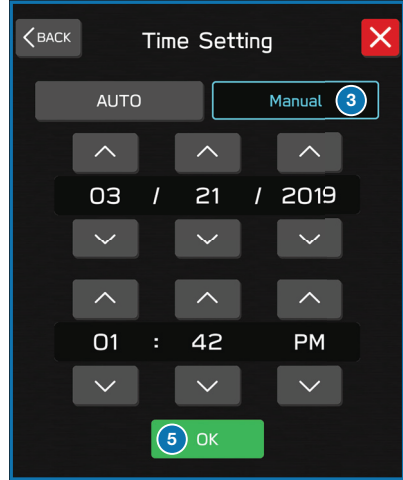 BACK Time Setting
AUTO Manual 3
03 / 21 / 2019
01 : 42 PM
5 OK